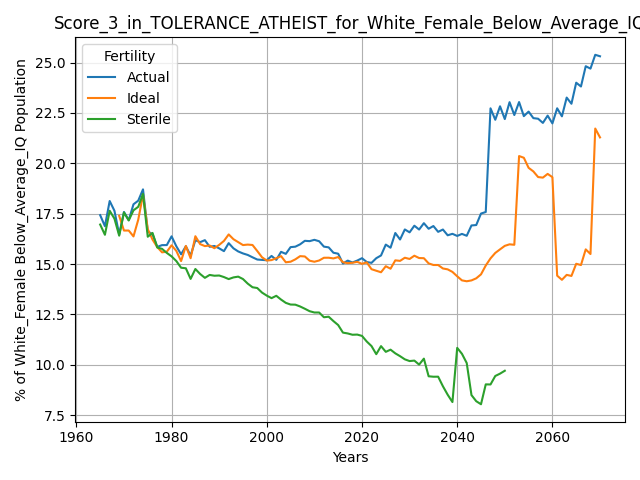 Score_3_in_TOLERANCE_ATHEIST_for_White_Female_Below_Average_IQ
Fertility
Actual
Ideal
Sterile
% of White_Female Below_Average_IQ Population
25.0
22.5
20.0
17.5
15.0
12.5
10.0
7.5
1960
1980
2000
2020
2040
2060
Years